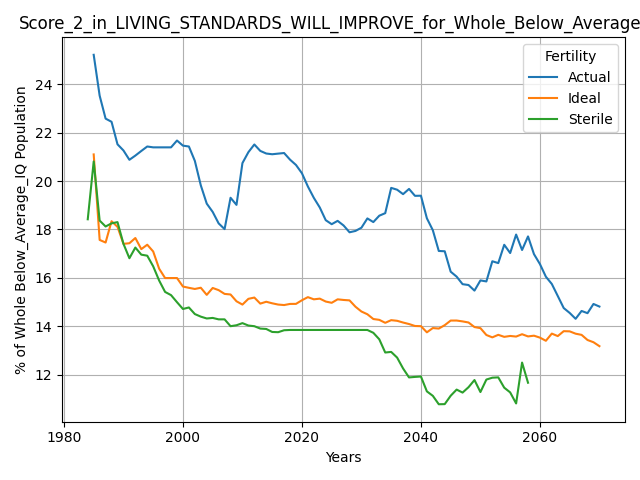 Score_2_in_LIVING_STANDARDS_WILL_IMPROVE_for_Whole_Below_Average
% of Whole Below_Average_IQ Population
24
22
20
18
16
14
12
1980
2000
2020
2040
2060
Years
Fertility
Actual
Ideal
Sterile